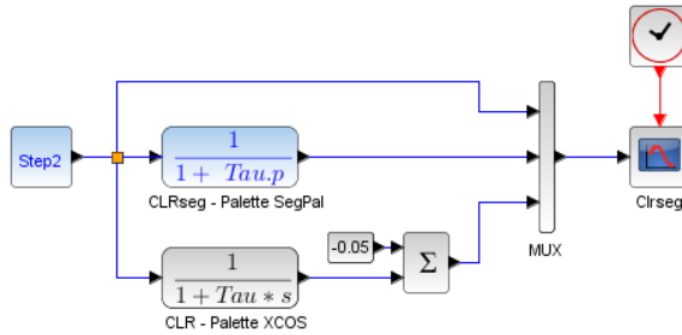 Step2
1
1 + Tau.p
CLRseg - Palette SegPal
-0.05
Σ
1
1 + Tau * s
CLR - Palette XCOS
MUX
Clrseg